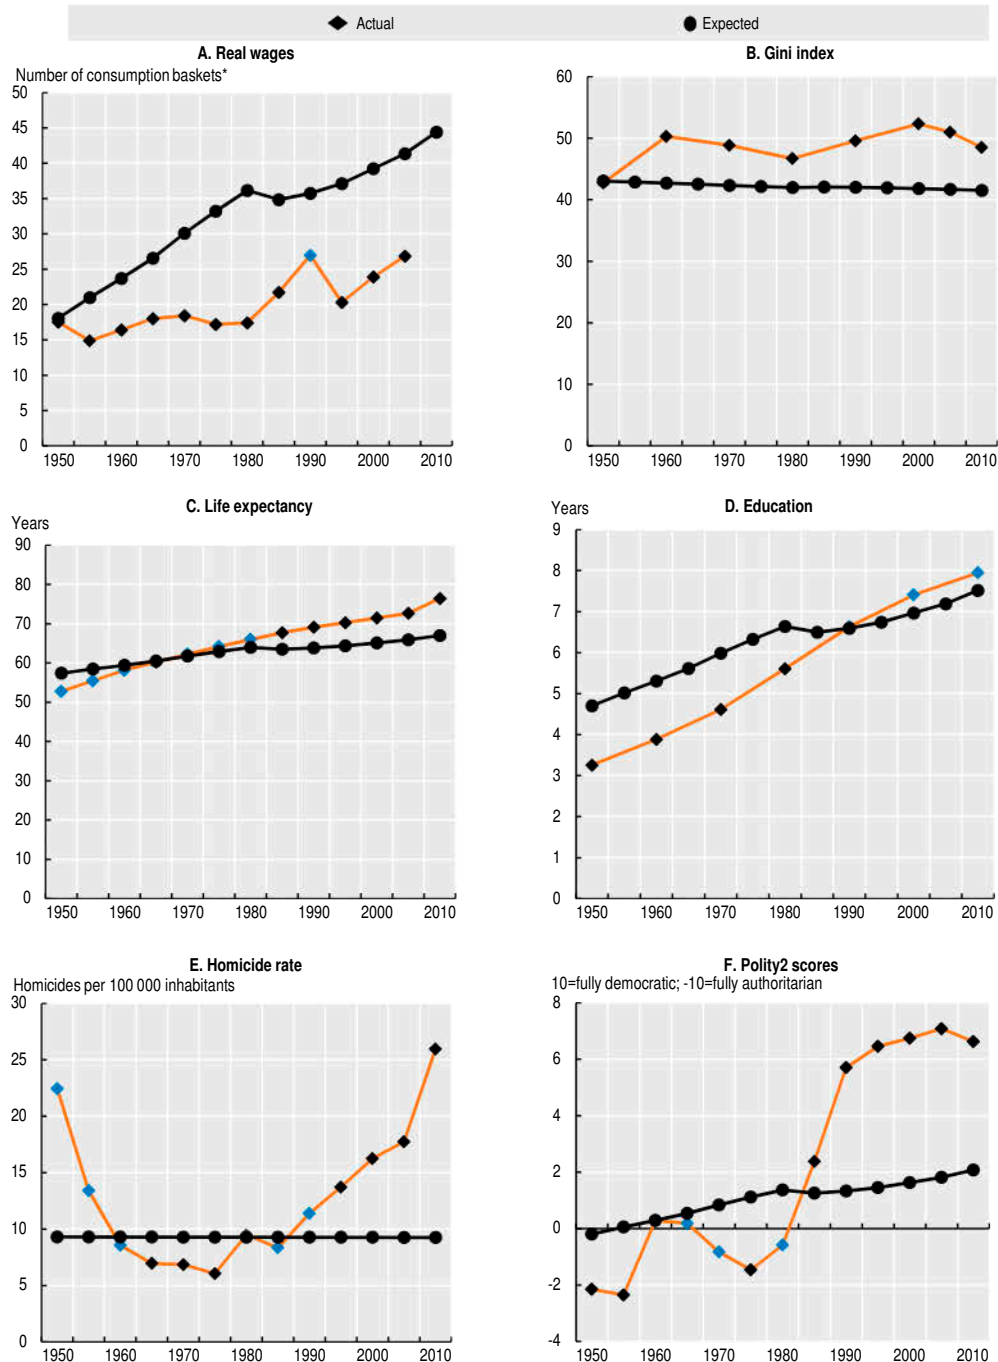 Actual Expected
A. Real wages
Number of consumption baskets*
50
45
40
35
30
25
20
15
10
5
0
1950 1960 1970 1980 1990 2000 2010
B. Gini index
60
50
40
30
20
10
0
1950 1960 1970 1980 1990 2000 2010
C. Life expectancy
Years
90
80
70
60
50
40
30
20
10
0
1950 1960 1970 1980 1990 2000 2010
D. Education
Years
9
8
7
6
5
4
3
2
1
0
1950 1960 1970 1980 1990 2000 2010
E. Homicide rate
Homicides per 100 000 inhabitants
30
25
20
15
10
5
0
1950 1960 1970 1980 1990 2000 2010
F. Polity2 scores
10=fully democratic; -10=fully authoritarian
8
6
4
2
0
-2
-4
1950 1960 1970 1980 1990 2000 2010